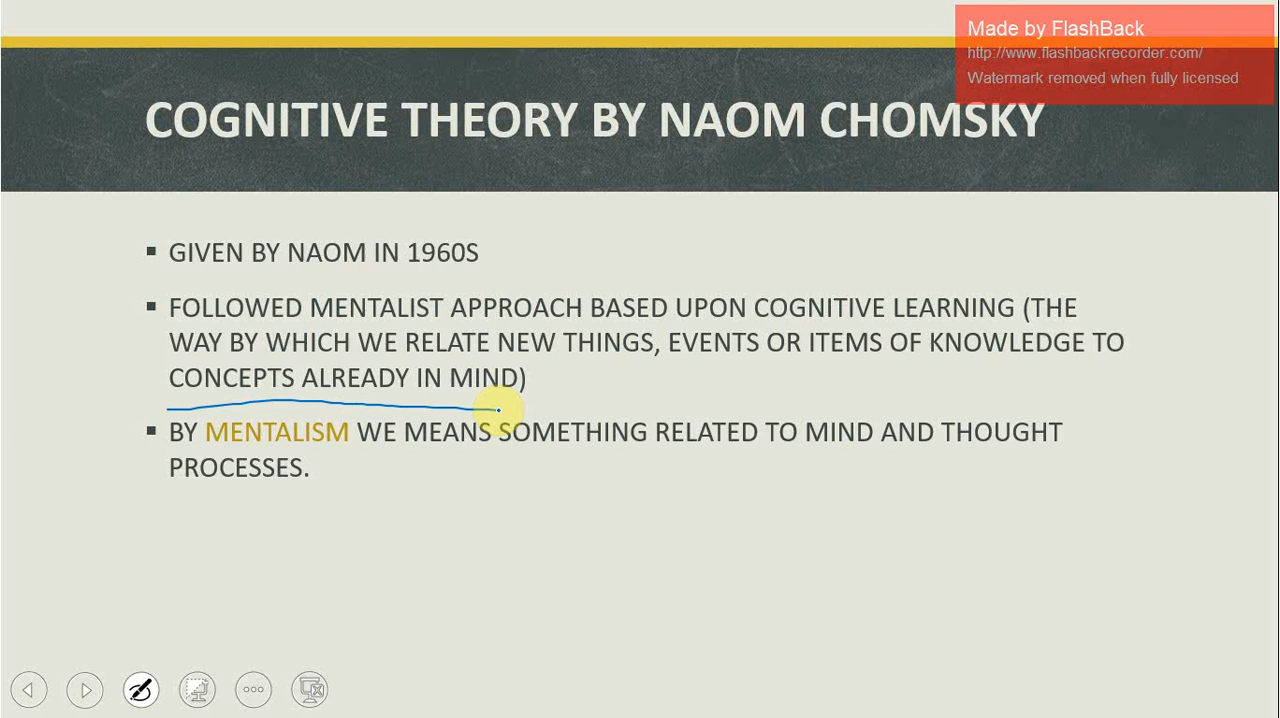 Made by FlashBack
http://www.flashbackrecorder.com/
Watermark removed when fully licensed
COGNITIVE THEORY BY NAOM CHOMSKY
▪ GIVEN BY NAOM IN 1960S
▪ FOLLOWED MENTALIST APPROACH BASED UPON COGNITIVE LEARNING (THE
WAY BY WHICH WE RELATE NEW THINGS, EVENTS OR ITEMS OF KNOWLEDGE TO
CONCEPTS ALREADY IN MIND)
▪ BY MENTALISM WE MEANS SOMETHING RELATED TO MIND AND THOUGHT
PROCESSES.